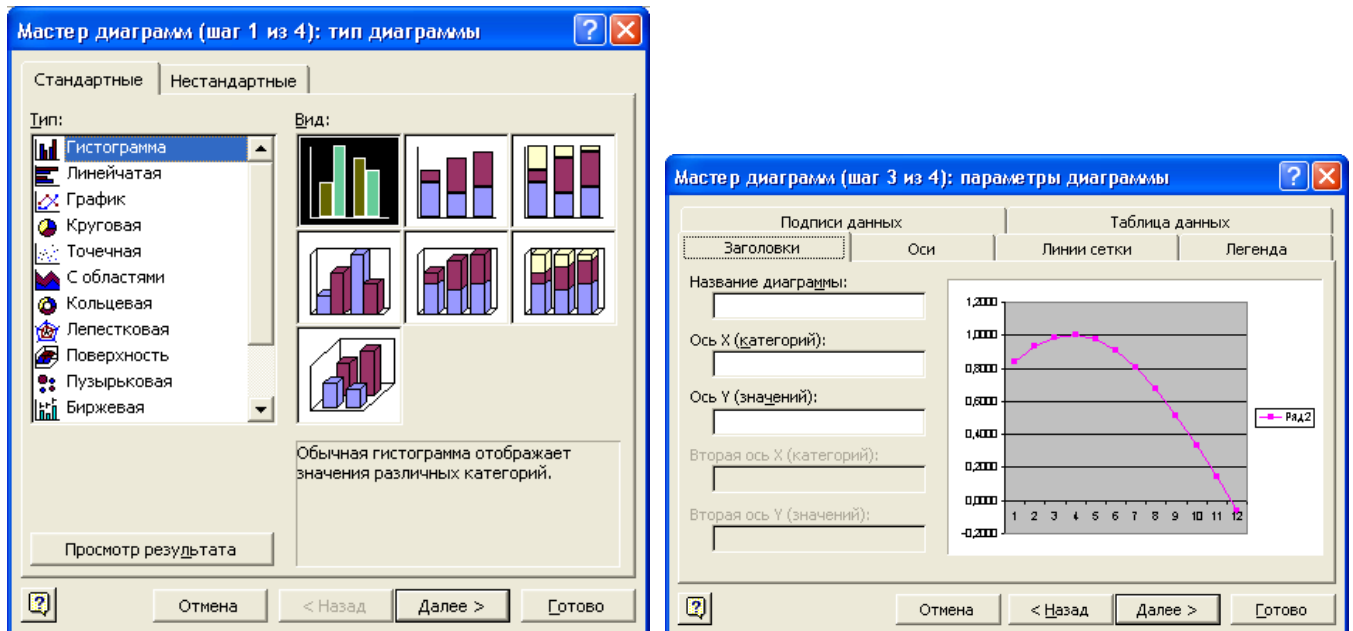 Мастер диаграмм (шаг 1 из 4): тип диаграммы
Стандартные
Нестандартные
Тип:
Гистограмма
Линейчатая
График
Круговая
Точечная
С областями
Кольцевая
Лепестковая
Поверхность
Пузырьковая
Биржевая
Вид:
Обычная гистограмма отображает
значения различных категорий.
Просмотр результата
Отмена
< Назад
Далее >
Готово
Мастер диаграмм (шаг 3 из 4): параметры диаграммы
Подписи данных
Таблица данных
Заголовки
Оси
Линии сетки
Легенда
Название диаграммы:
Ось X (категорий):
Ось Y (значений):
Вторая ось X (категорий):
Вторая ось Y (значений):
1,2000
1,0000
0,8000
0,6000
0,4000
0,2000
0,0000
-0,2000
1 2 3 4 5 6 7 8 9 10 11 12
Ряд2
Отмена
< Назад
Далее >
Готово